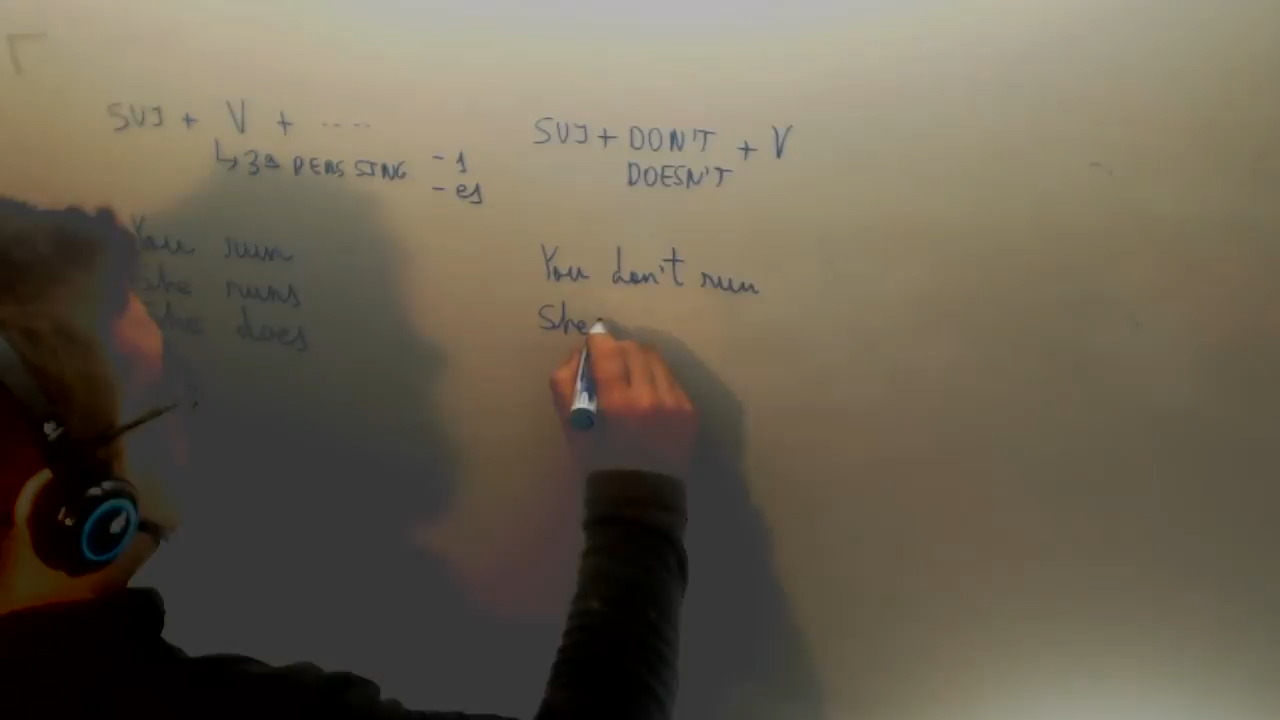 SUJ + V + ....
↳ 3ª PERS SING - s
- es
You run
She runs
She does
SUJ + DON'T + V
DOESN'T
You don't run
She